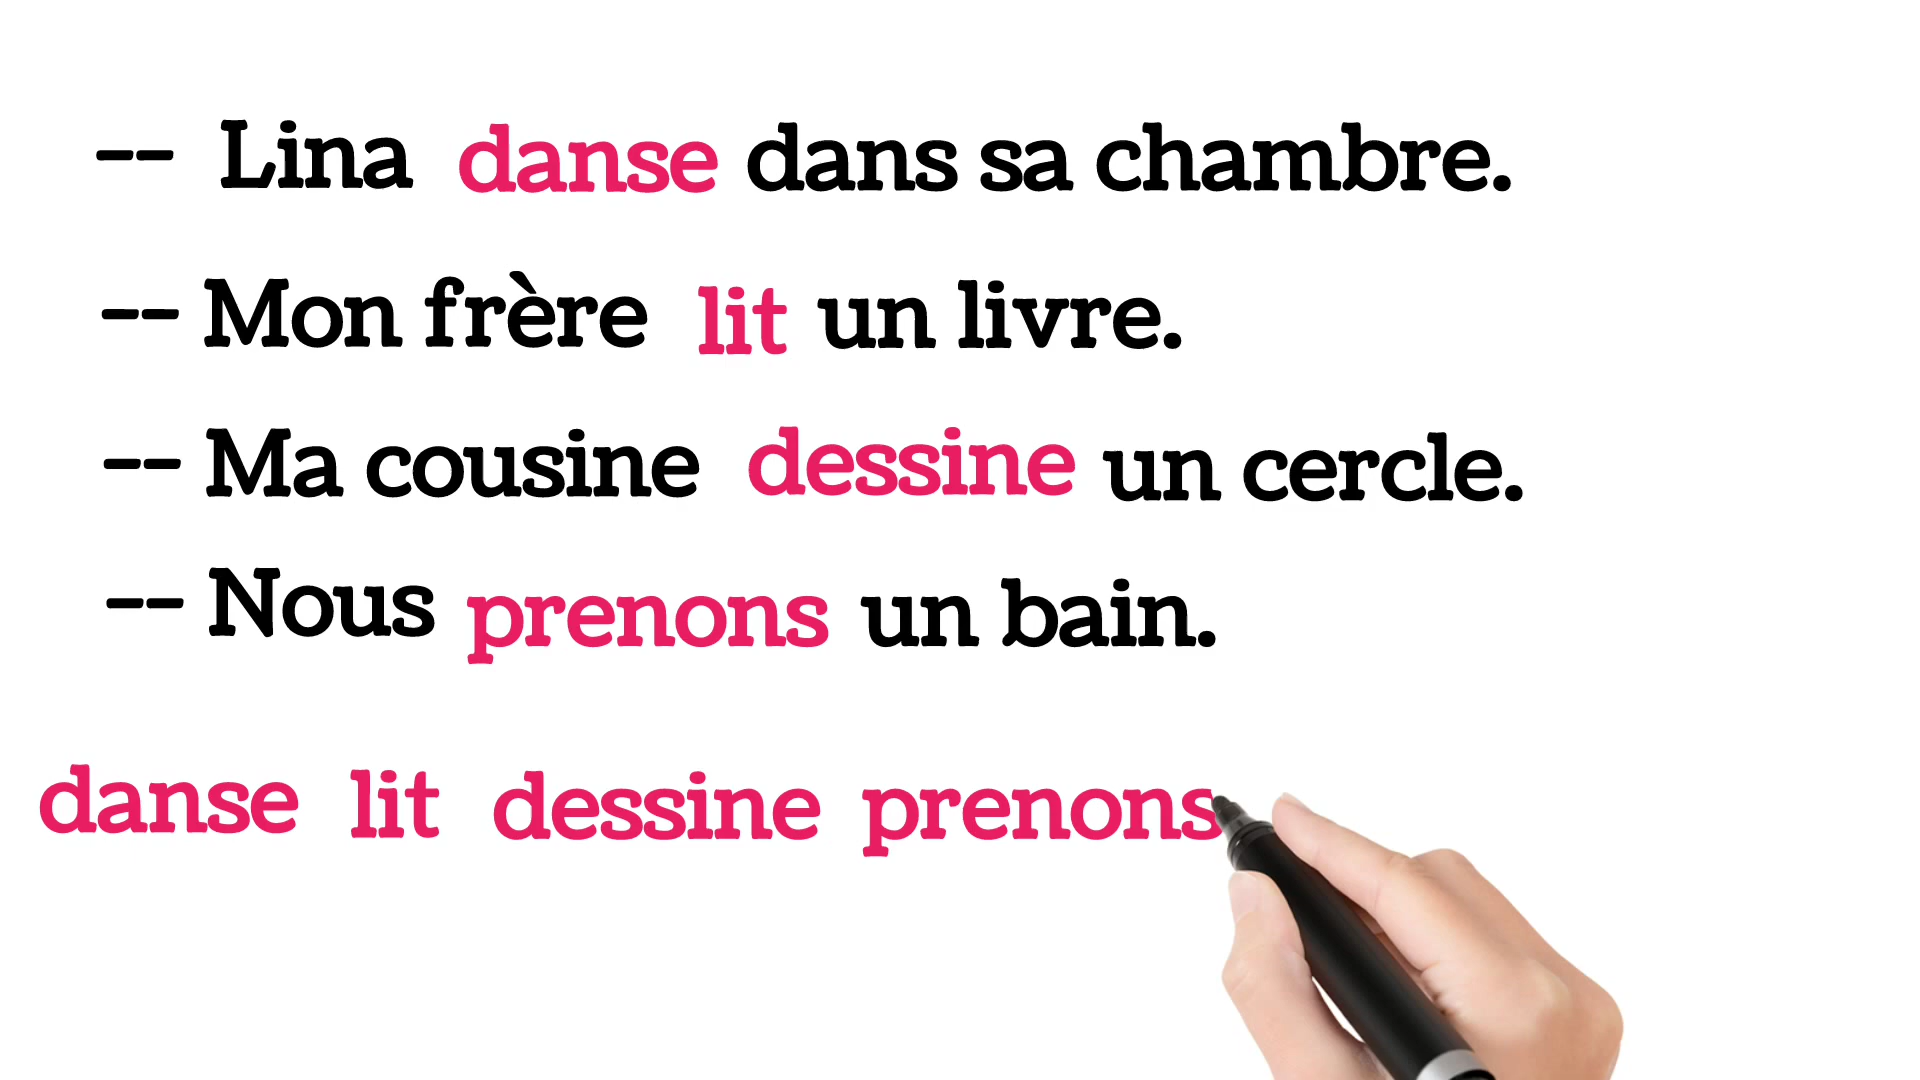 -- Lina danse dans sa chambre.
-- Mon frère lit un livre.
-- Ma cousine dessine un cercle.
-- Nous prenons un bain.
danse lit dessine prenons